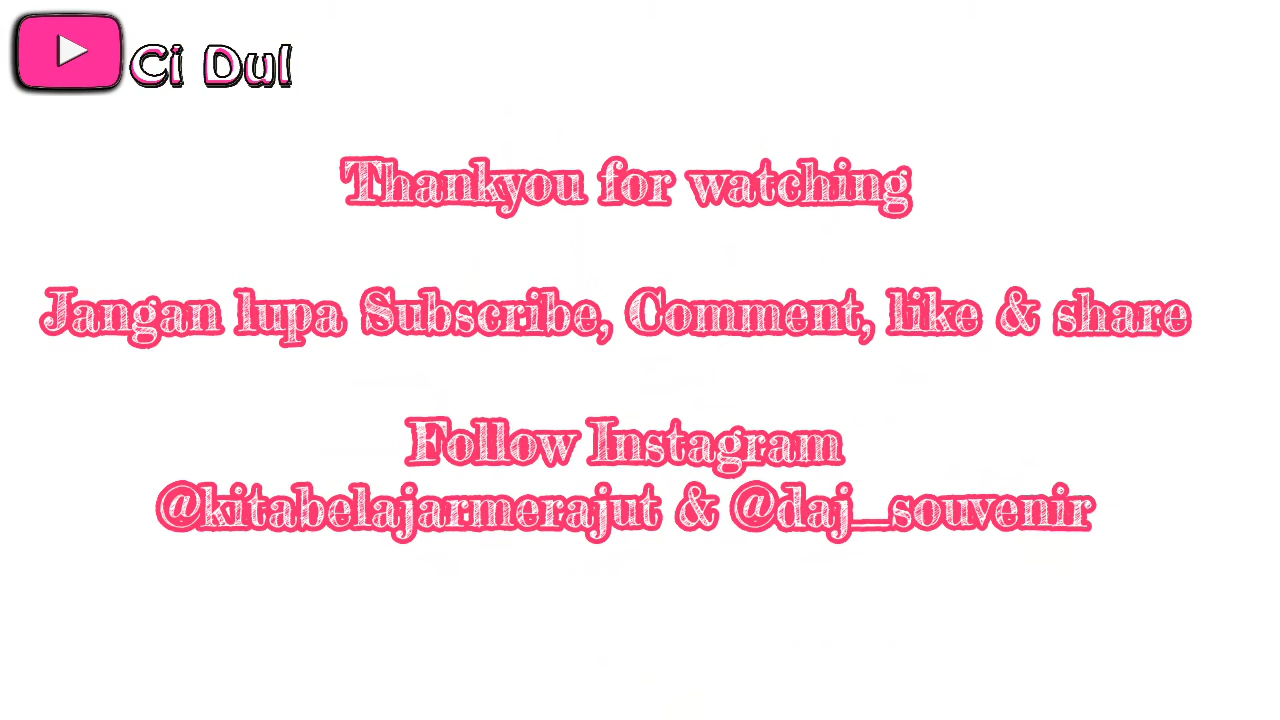 Ci Dul
Thankyou for watching
Jangan lupa Subscribe, Comment, like & share
Follow Instagram
@kitabelajarmerajut & @daj_souvenir